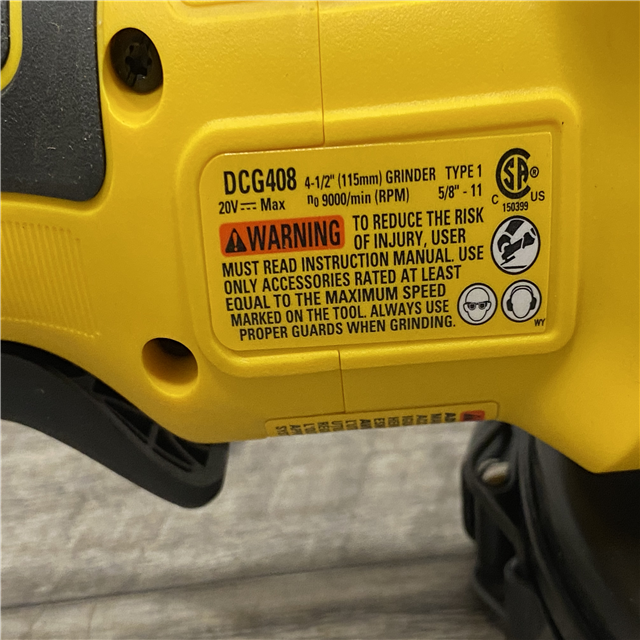 DCG408 4-1/2" (115mm) GRINDER TYPE 1
20V⎓ Max n₀ 9000/min (RPM) 5/8" - 11
SA®
C US
150399
WARNING TO REDUCE THE RISK
OF INJURY, USER
MUST READ INSTRUCTION MANUAL. USE
ONLY ACCESSORIES RATED AT LEAST
EQUAL TO THE MAXIMUM SPEED
MARKED ON THE TOOL. ALWAYS USE
PROPER GUARDS WHEN GRINDING.
WY